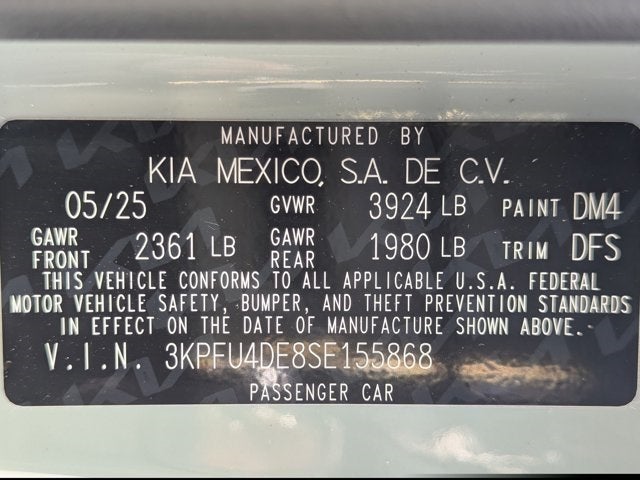 MANUFACTURED BY
KIA MEXICO, S.A. DE C.V.
05/25 GVWR 3924 LB PAINT DM4
GAWR FRONT 2361 LB GAWR REAR 1980 LB TRIM DFS
THIS VEHICLE CONFORMS TO ALL APPLICABLE U.S.A. FEDERAL
MOTOR VEHICLE SAFETY, BUMPER, AND THEFT PREVENTION STANDARDS
IN EFFECT ON THE DATE OF MANUFACTURE SHOWN ABOVE.
V.I.N. 3KPFU4DE8SE155868
PASSENGER CAR